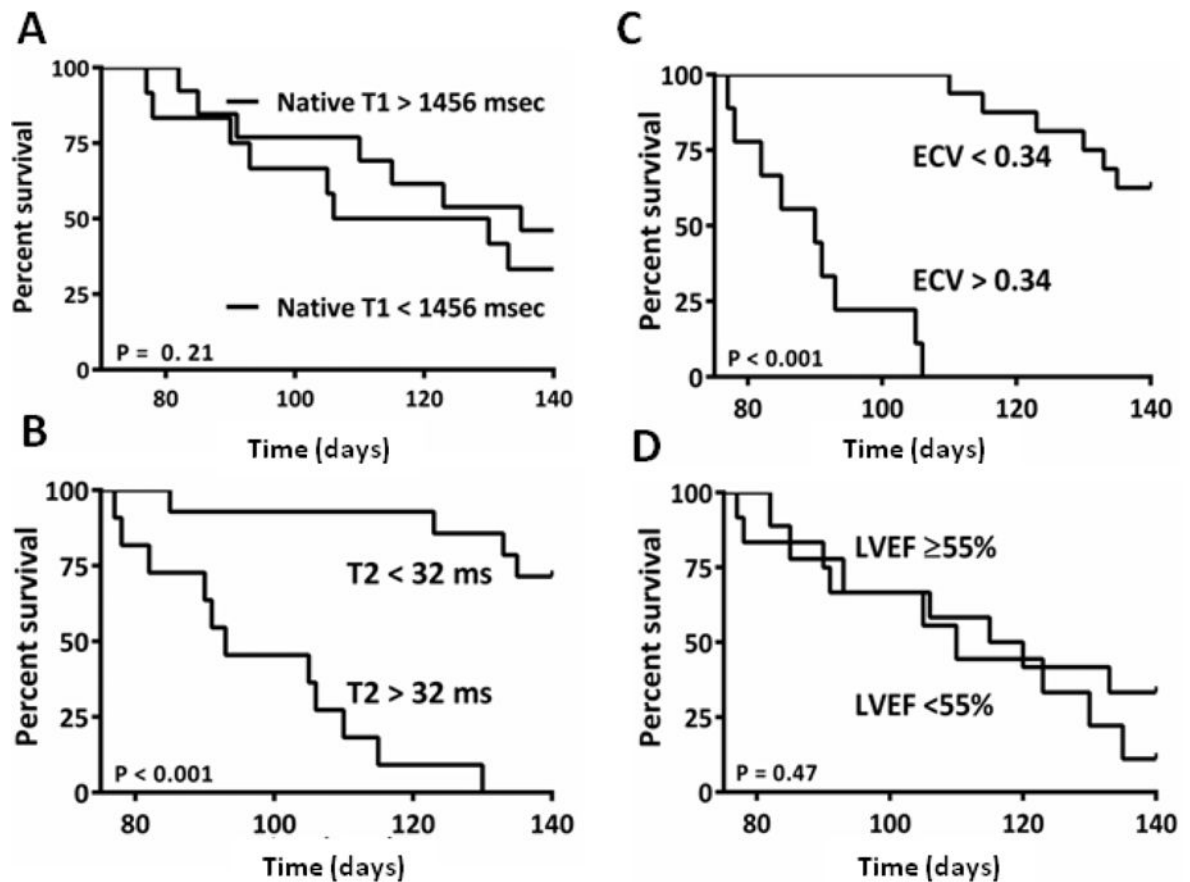 A
Percent survival
100
75
50
25
0
Native T1 > 1456 msec
Native T1 < 1456 msec
P = 0. 21
80 100 120 140
Time (days)
B
Percent survival
100
75
50
25
0
T2 < 32 ms
T2 > 32 ms
P < 0.001
80 100 120 140
Time (days)
C
Percent survival
100
75
50
25
0
ECV < 0.34
ECV > 0.34
P < 0.001
80 100 120 140
Time (days)
D
Percent survival
100
75
50
25
0
LVEF ≥55%
LVEF <55%
P = 0.47
80 100 120 140
Time (days)